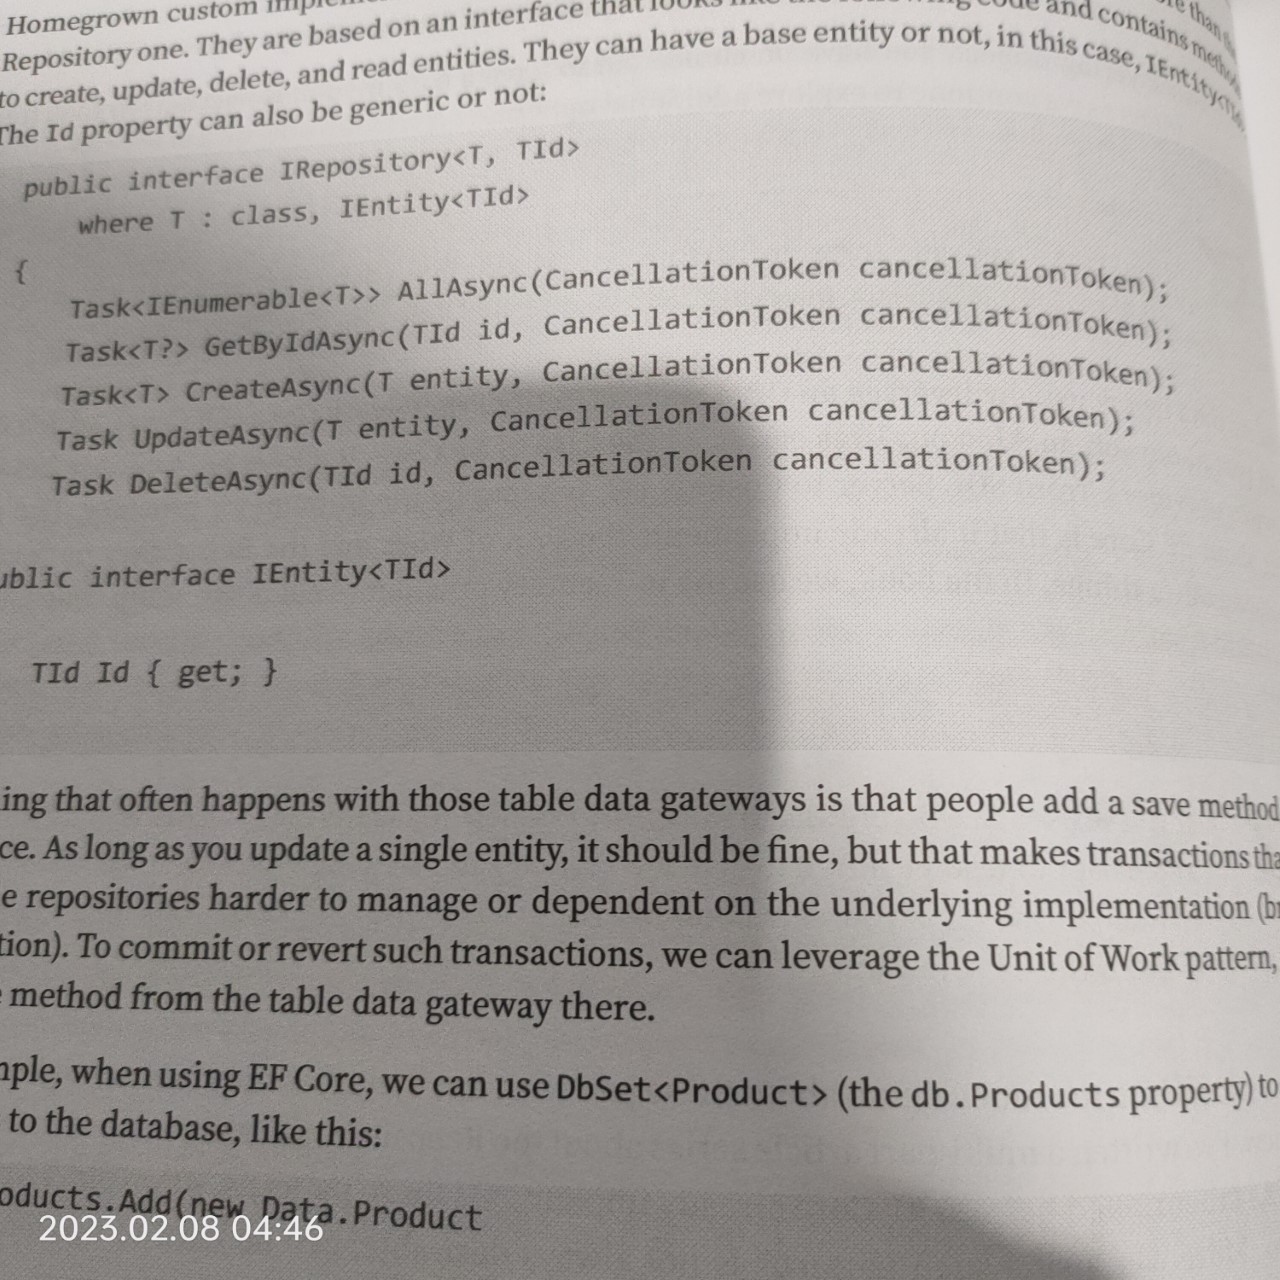 Homegrown custom
Repository one. They are based on an interface that looks like the following code and contains methods
to create, update, delete, and read entities. They can have a base entity or not, in this case, IEntity<TId>
The Id property can also be generic or not:
public interface IRepository<T, TId>
where T : class, IEntity<TId>
{
Task<IEnumerable<T>> AllAsync(CancellationToken cancellationToken);
Task<T?> GetByIdAsync(TId id, CancellationToken cancellationToken);
Task<T> CreateAsync(T entity, CancellationToken cancellationToken);
Task UpdateAsync(T entity, CancellationToken cancellationToken);
Task DeleteAsync(TId id, CancellationToken cancellationToken);
ublic interface IEntity<TId>
TId Id { get; }
ing that often happens with those table data gateways is that people add a save method
ce. As long as you update a single entity, it should be fine, but that makes transactions tha
e repositories harder to manage or dependent on the underlying implementation (br
tion). To commit or revert such transactions, we can leverage the Unit of Work pattern,
method from the table data gateway there.
mple, when using EF Core, we can use DbSet<Product> (the db.Products property) to
to the database, like this:
oducts.Add(new Data.Product
2023.02.08 04:46